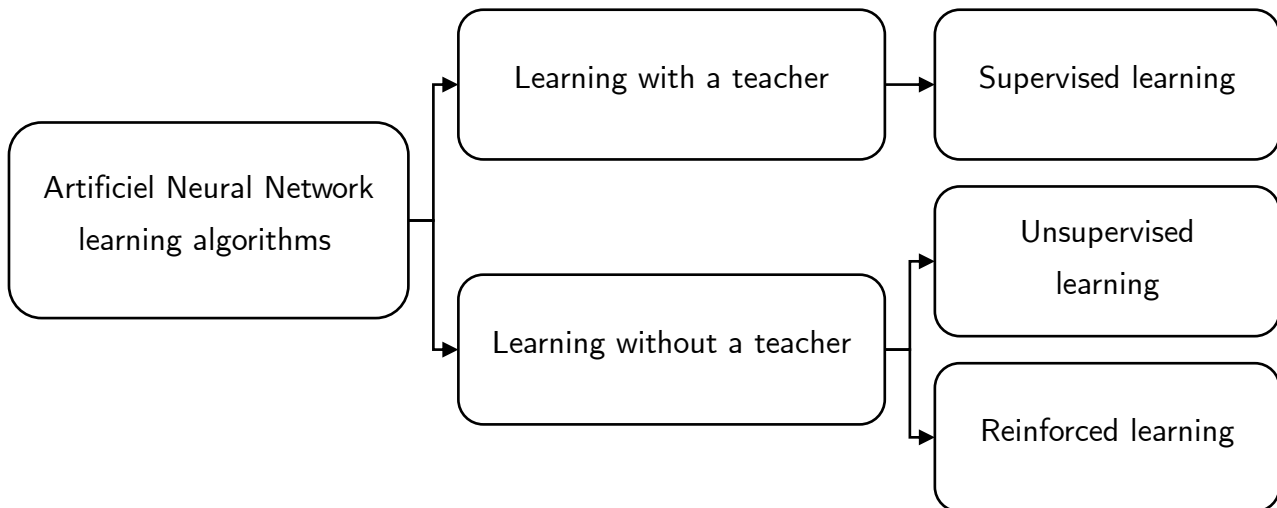 Artificiel Neural Network
learning algorithms
Learning with a teacher
Supervised learning
Learning without a teacher
Unsupervised
learning
Reinforced learning